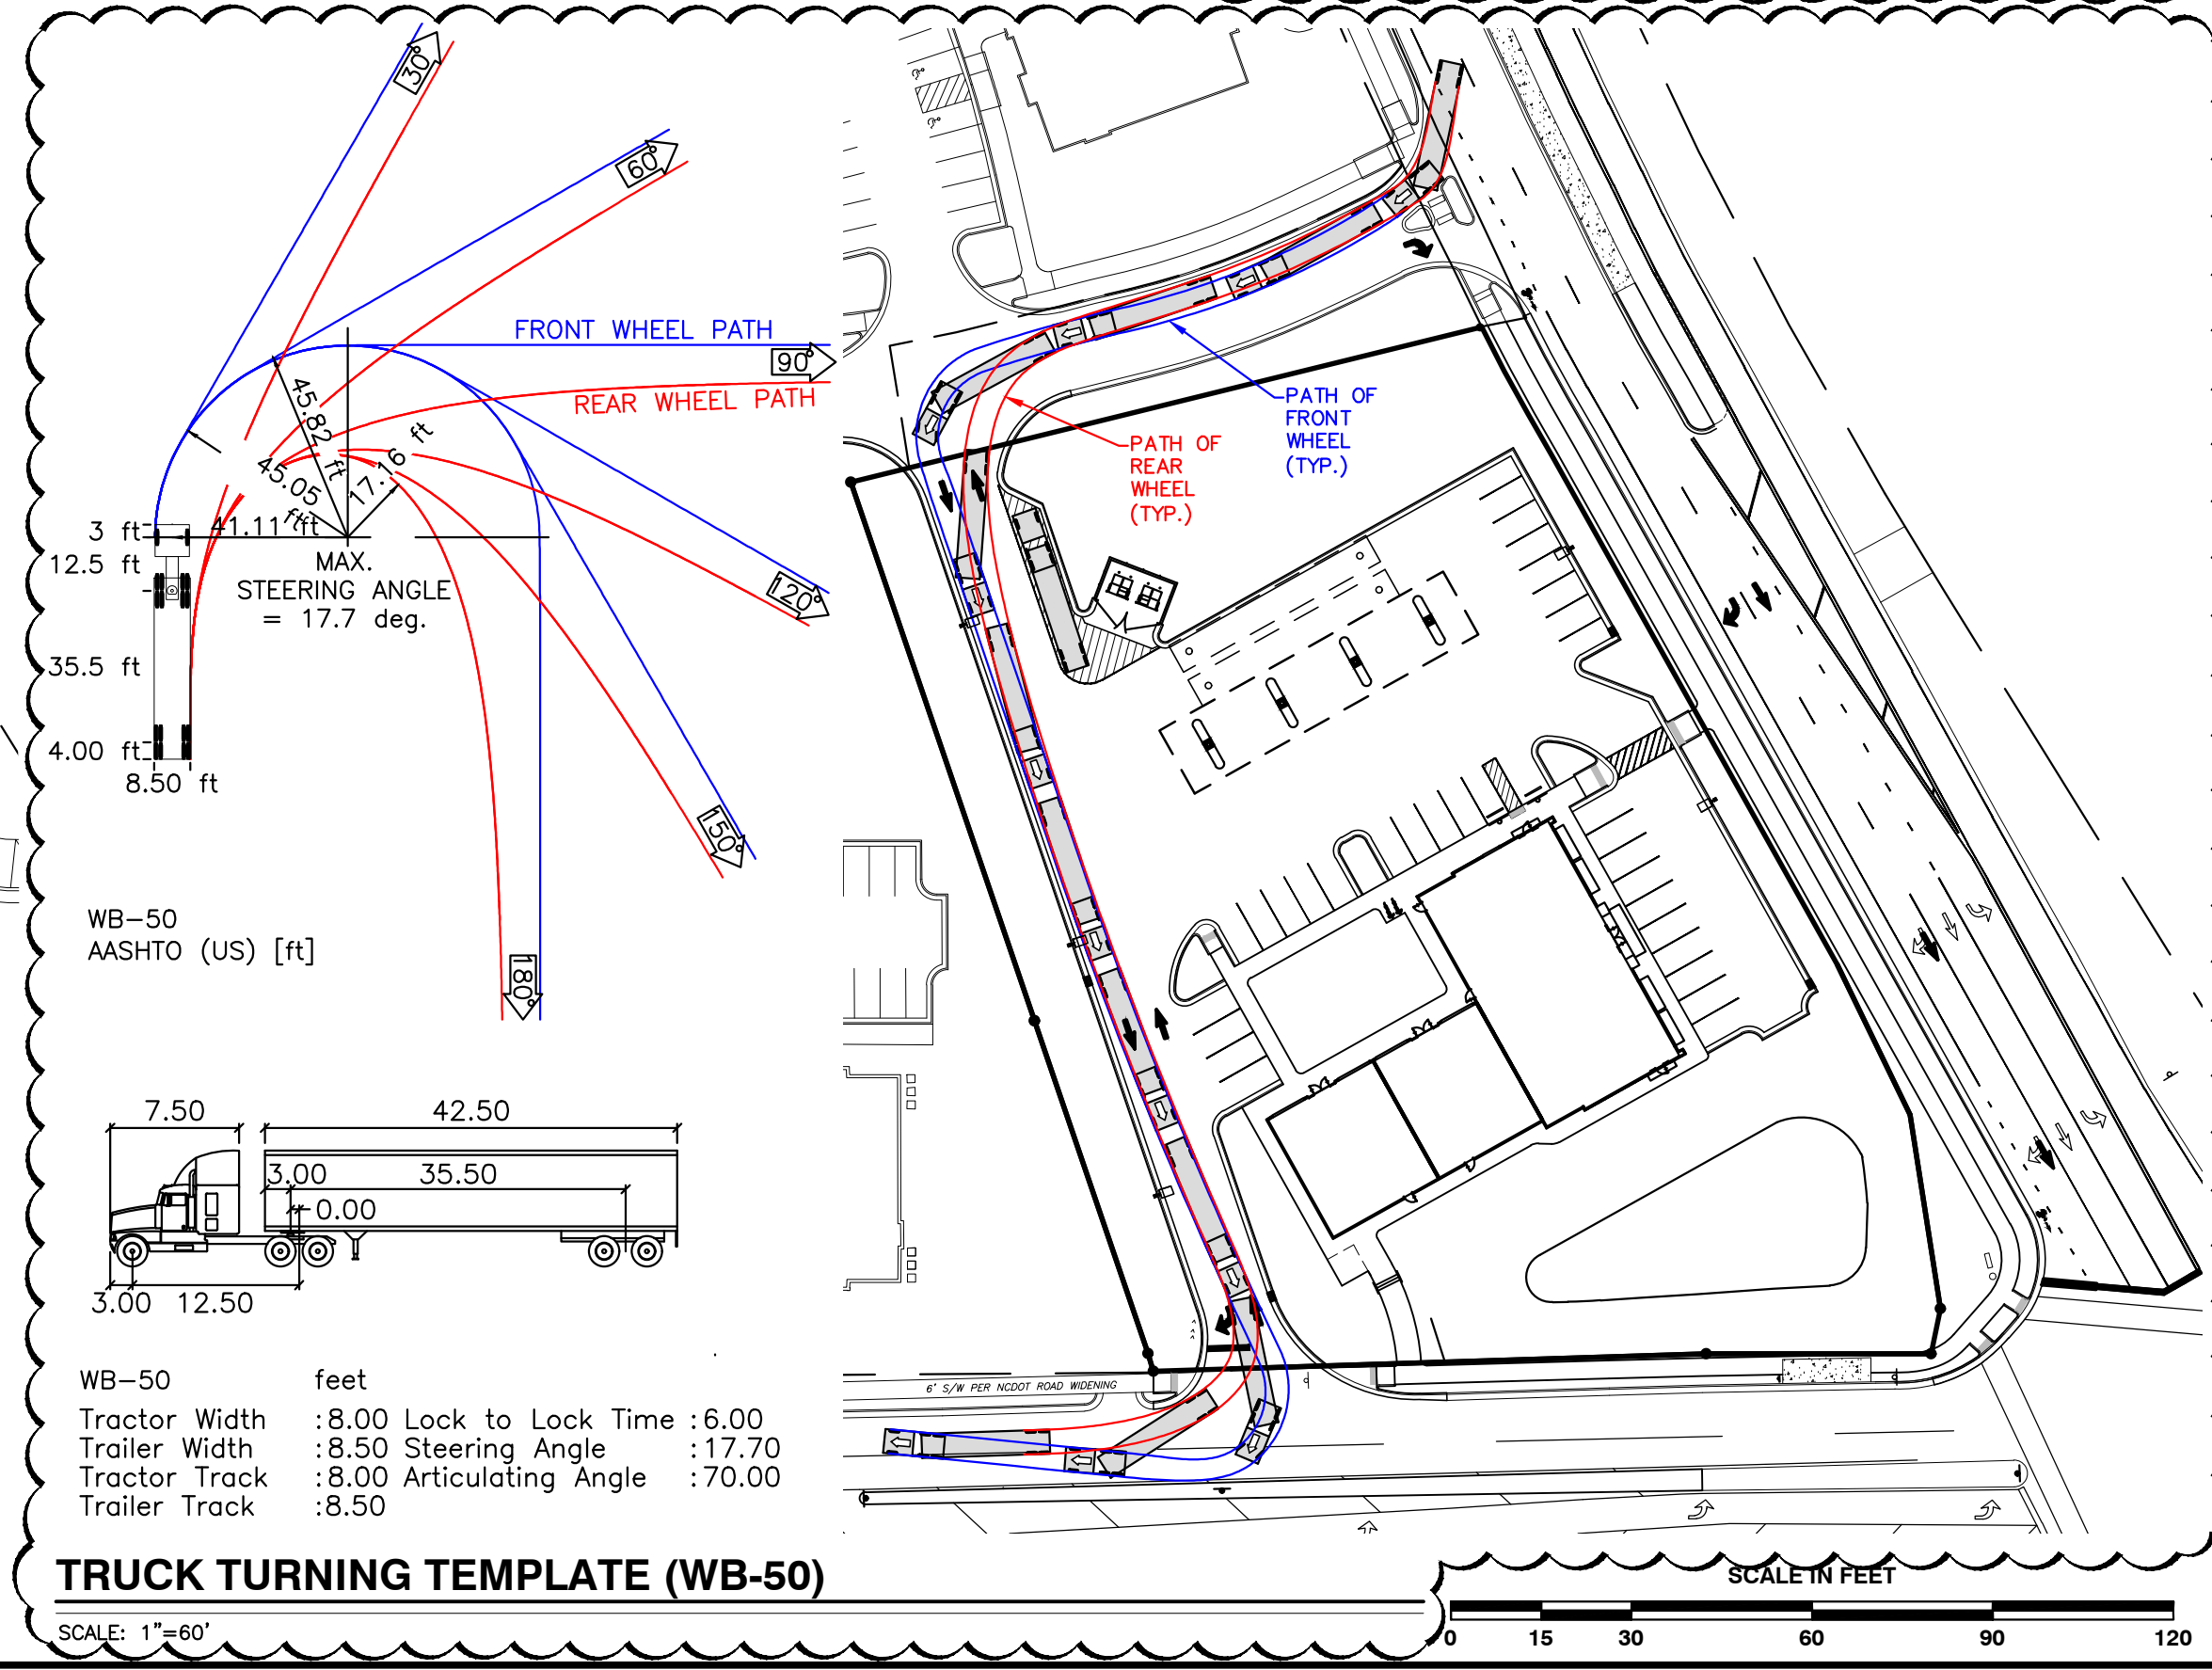 30°
60°
FRONT WHEEL PATH
90°
REAR WHEEL PATH
45.82 ft
45.05 ft
17.16 ft
41.11 ft
3 ft
12.5 ft
MAX.
STEERING ANGLE
= 17.7 deg.
120°
35.5 ft
4.00 ft
8.50 ft
150°
180°
WB-50
AASHTO (US) [ft]
PATH OF
FRONT
WHEEL
(TYP.)
PATH OF
REAR
WHEEL
(TYP.)
7.50
42.50
3.00
35.50
0.00
3.00
12.50
6' S/W PER NCDOT ROAD WIDENING
WB-50 feet
Tractor Width :8.00 Lock to Lock Time :6.00
Trailer Width :8.50 Steering Angle :17.70
Tractor Track :8.00 Articulating Angle :70.00
Trailer Track :8.50
TRUCK TURNING TEMPLATE (WB-50)
SCALE: 1"=60'
SCALE IN FEET
0 15 30 60 90 120